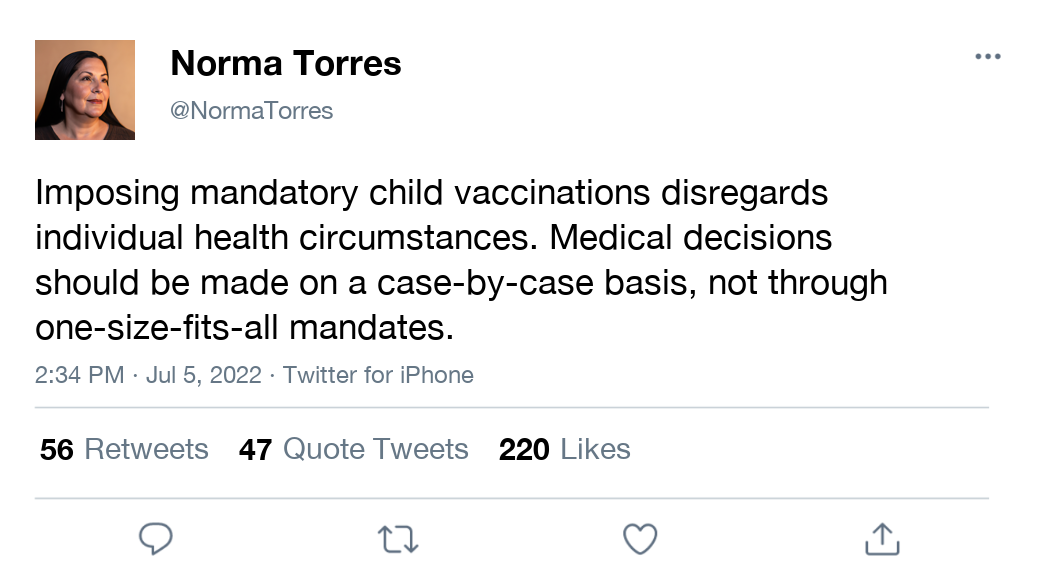 Norma Torres
@NormaTorres
Imposing mandatory child vaccinations disregards
individual health circumstances. Medical decisions
should be made on a case-by-case basis, not through
one-size-fits-all mandates.
2:34 PM · Jul 5, 2022 · Twitter for iPhone
56 Retweets 47 Quote Tweets 220 Likes